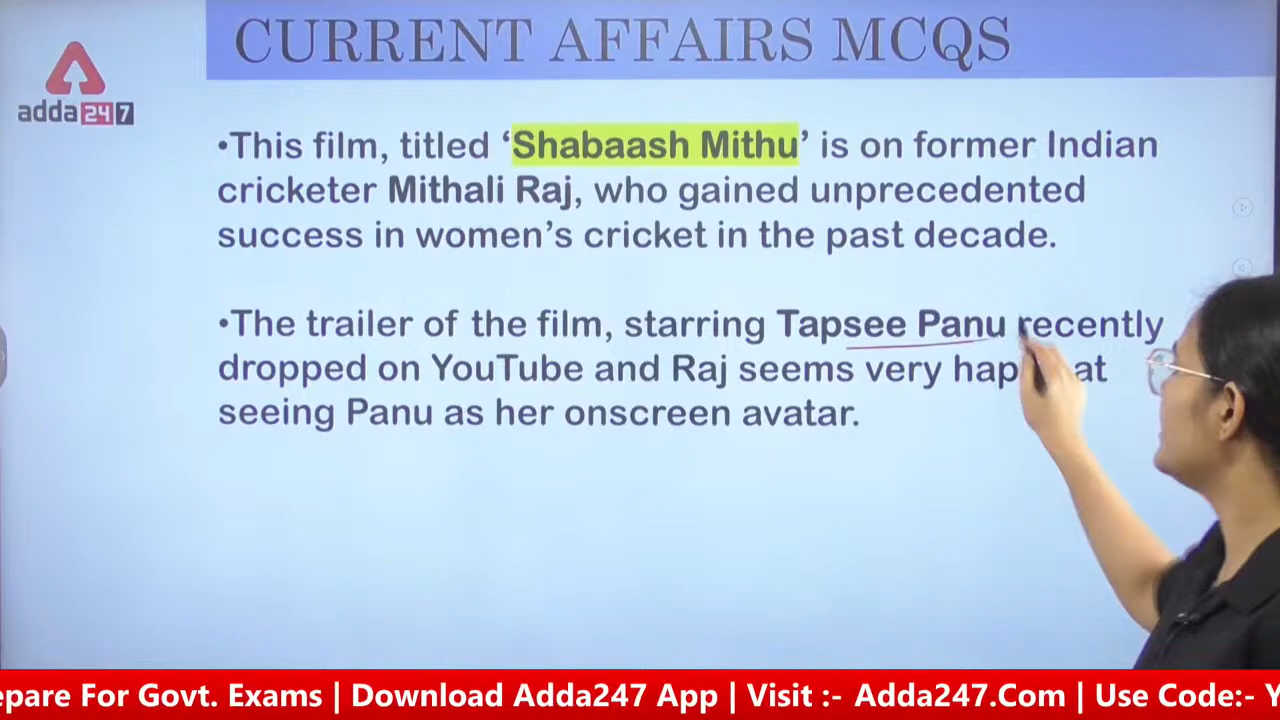 CURRENT AFFAIRS MCQS
adda247
•This film, titled ‘Shabaash Mithu’ is on former Indian
cricketer Mithali Raj, who gained unprecedented
success in women’s cricket in the past decade.
•The trailer of the film, starring Tapsee Panu recently
dropped on YouTube and Raj seems very at
seeing Panu as her onscreen avatar.
For Govt. Exams | Download Adda247 App | Visit :- Adda247.Com | Use Code:-